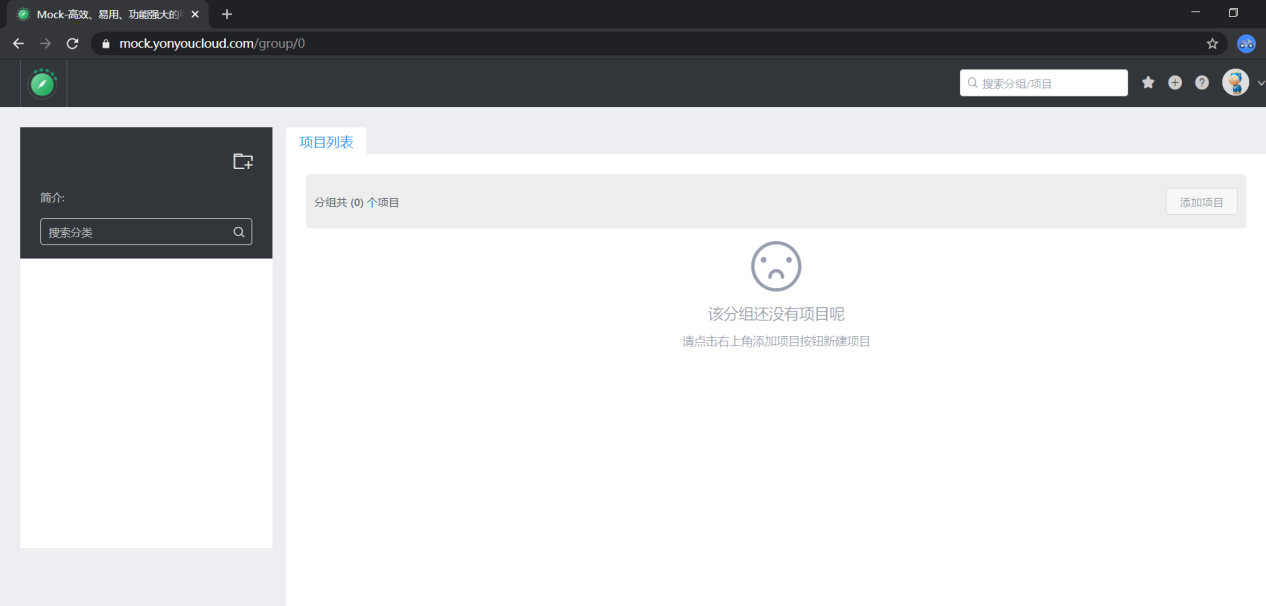 Mock-高效、易用、功能强大的
mock.yonyoucloud.com/group/0
搜索分组/项目
简介:
搜索分类
项目列表
分组共 (0) 个项目
添加项目
该分组还没有项目呢
请点击右上角添加项目按钮新建项目